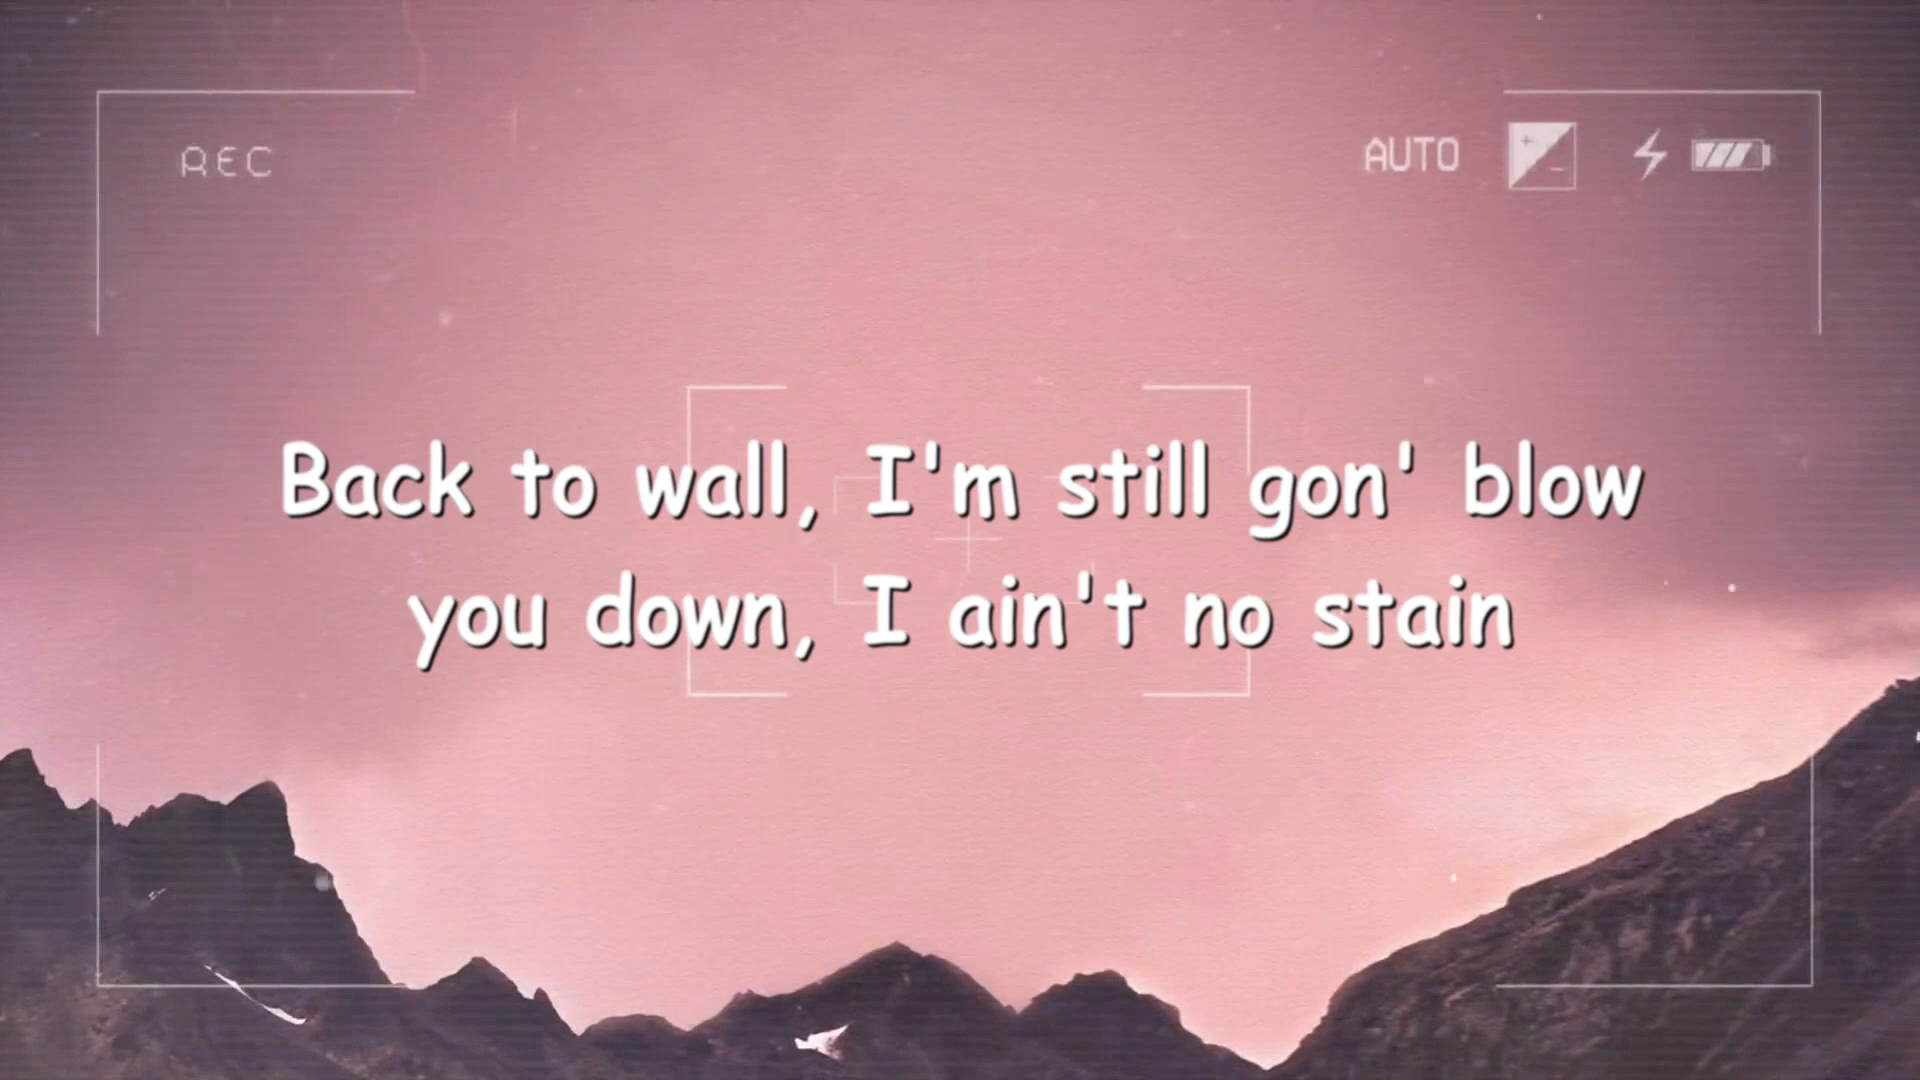 REC
AUTO
Back to wall, I'm still gon' blow
you down, I ain't no stain